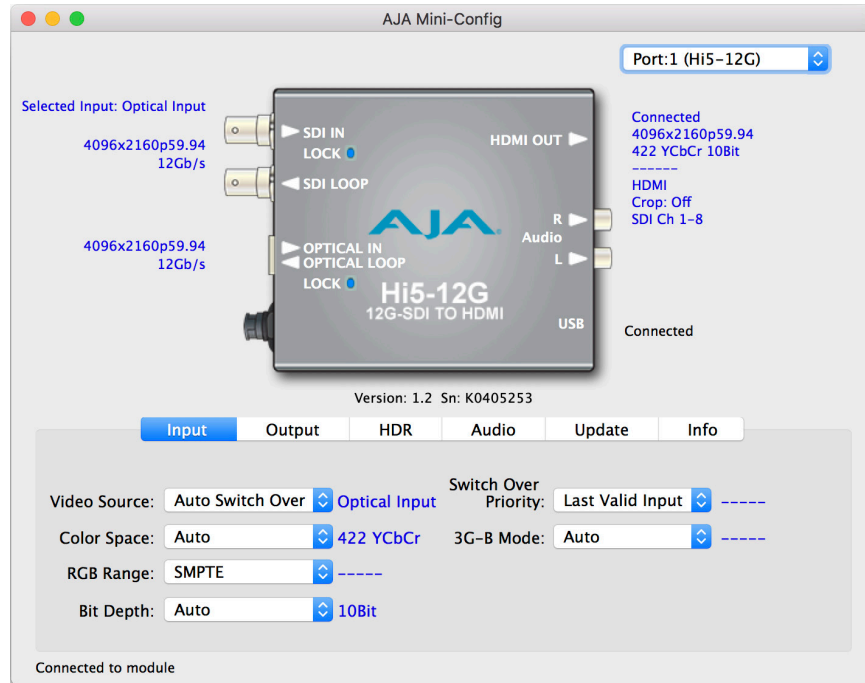 AJA Mini-Config
Port:1 (Hi5-12G)
Selected Input: Optical Input
4096x2160p59.94
12Gb/s
4096x2160p59.94
12Gb/s
SDI IN
LOCK
SDI LOOP
OPTICAL IN
OPTICAL LOOP
LOCK
HDMI OUT
AJA
R
Audio
L
Hi5-12G
12G-SDI TO HDMI
USB
Connected
4096x2160p59.94
422 YCbCr 10Bit
------
HDMI
Crop: Off
SDI Ch 1-8
Connected
Version: 1.2 Sn: K0405253
Input Output HDR Audio Update Info
Video Source: Auto Switch Over Optical Input
Switch Over
Priority: Last Valid Input -----
Color Space: Auto 422 YCbCr
3G-B Mode: Auto -----
RGB Range: SMPTE -----
Bit Depth: Auto 10Bit
Connected to module